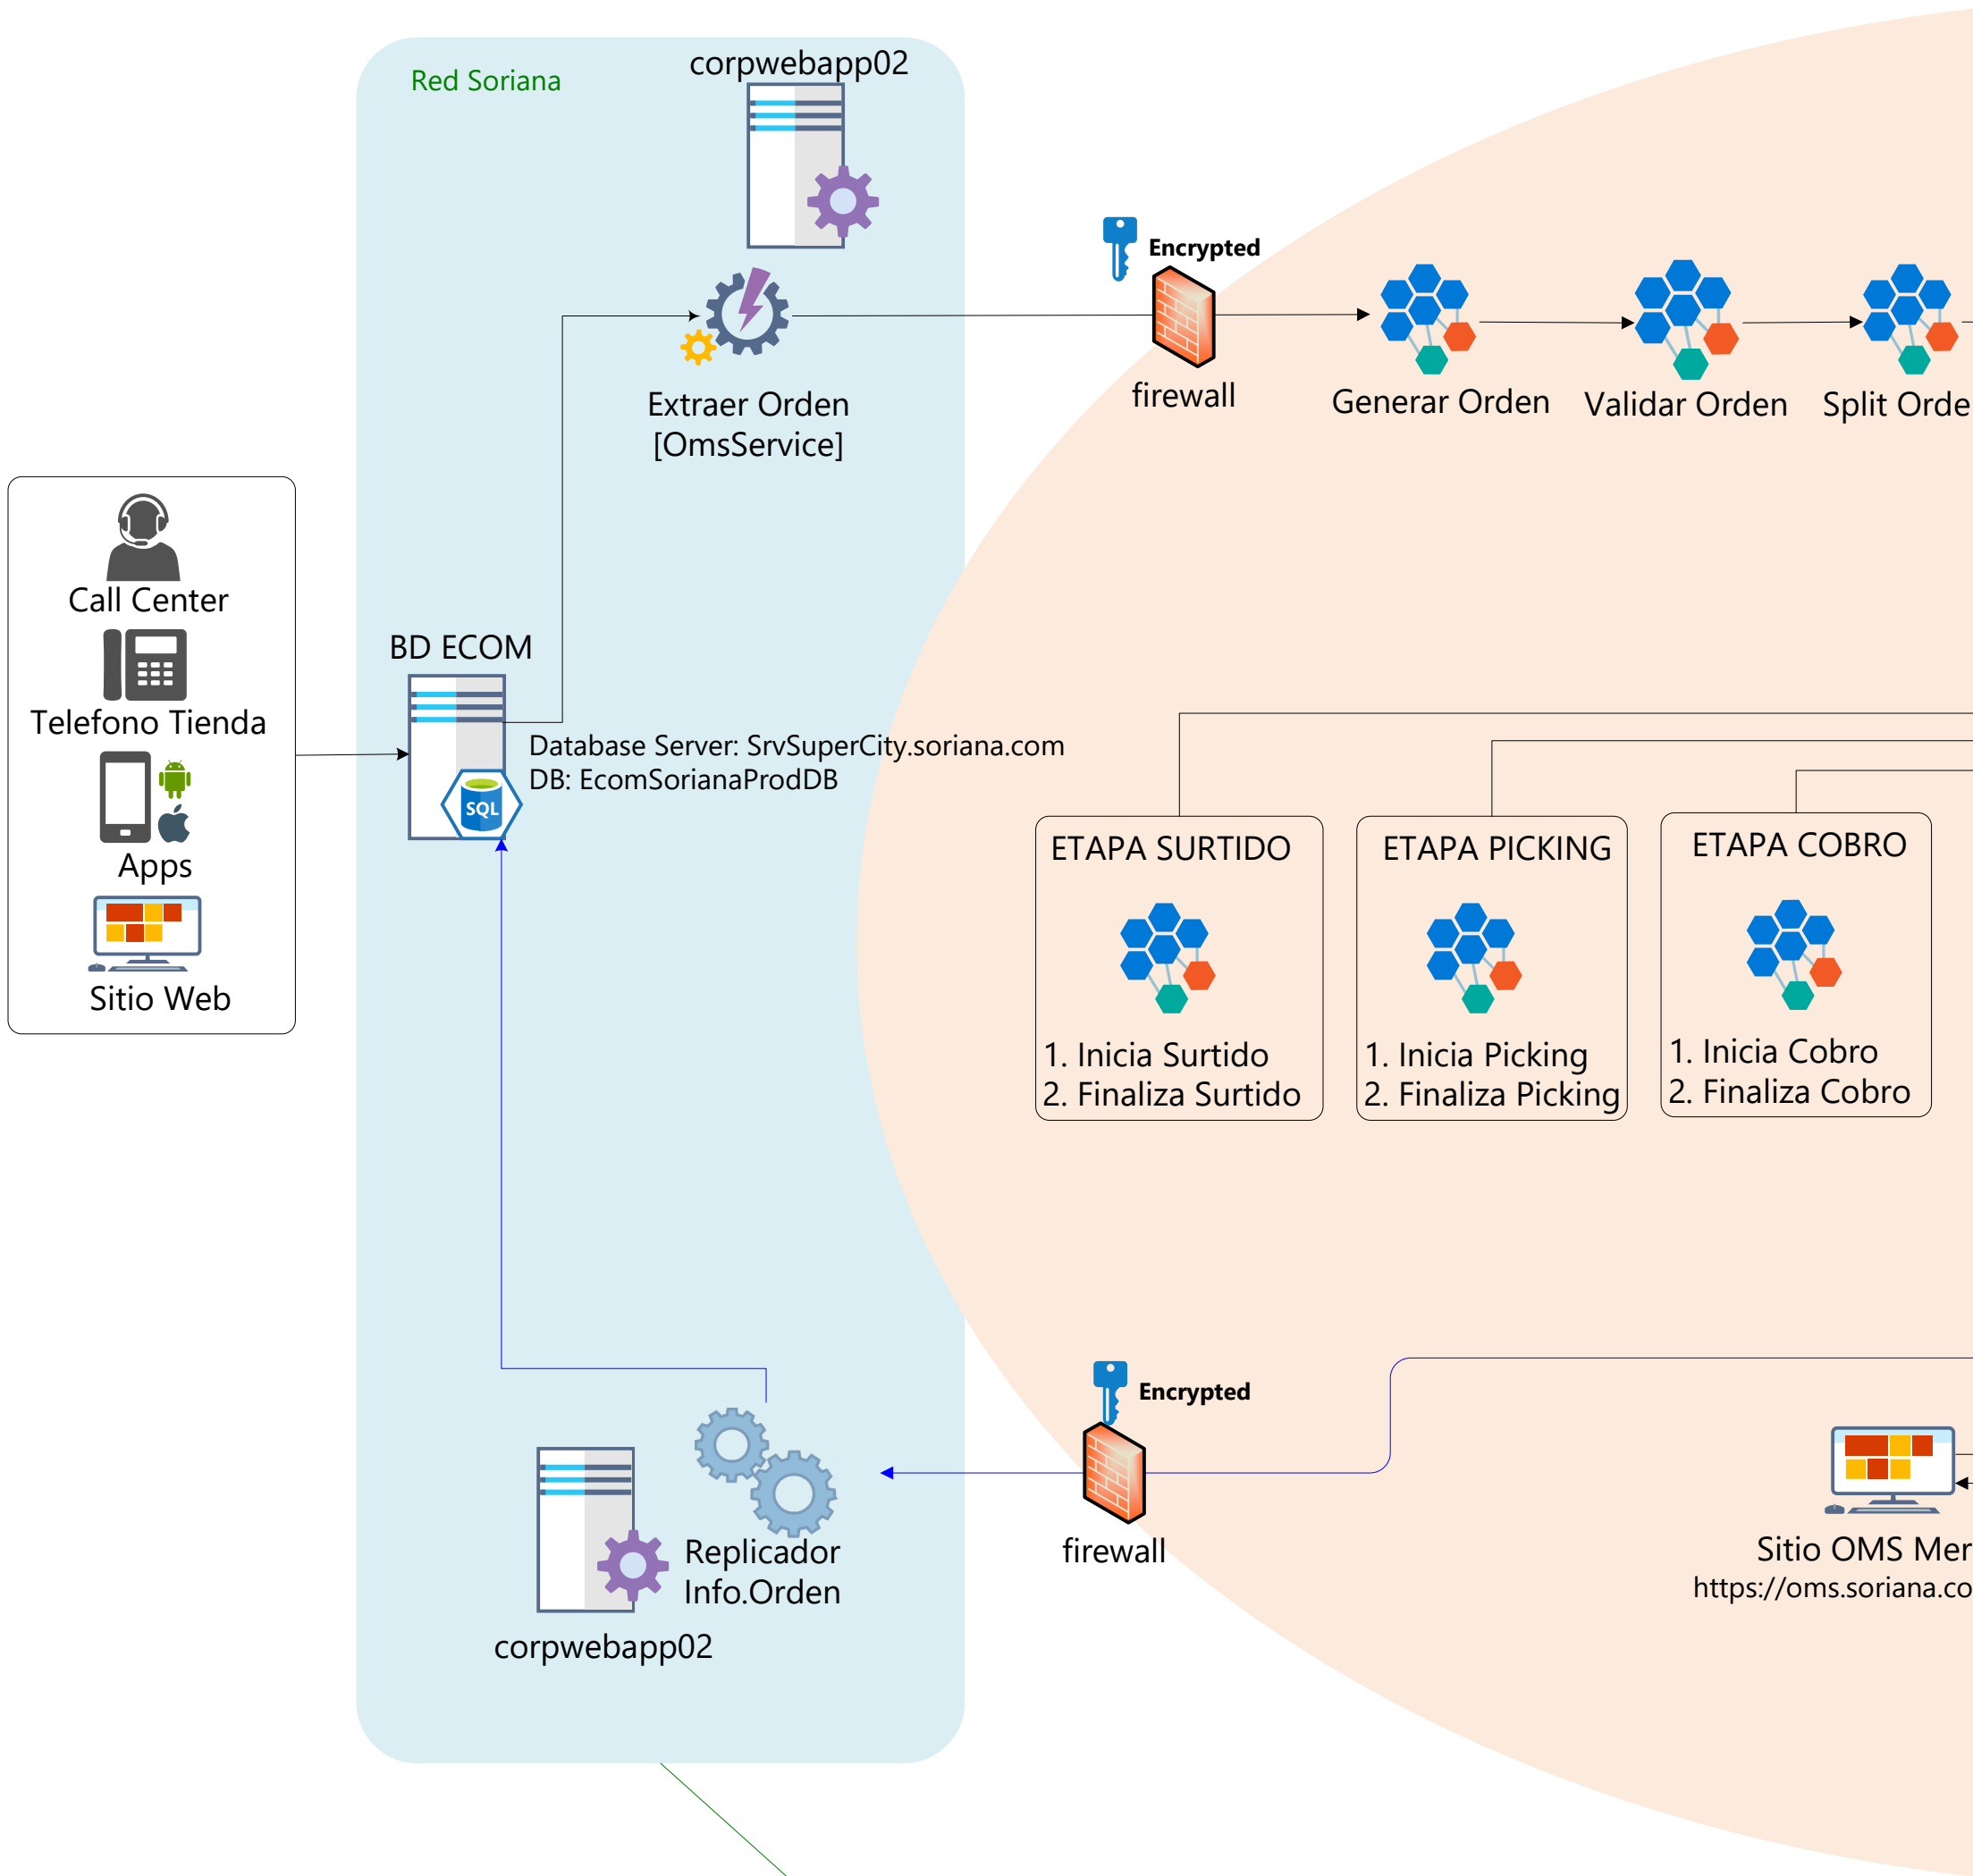 Red Soriana
corpwebapp02
Encrypted
firewall
Extraer Orden
[OmsService]
Generar Orden
Validar Orden
Split Orde
Call Center
Telefono Tienda
Apps
Sitio Web
BD ECOM
Database Server: SrvSuperCity.soriana.com
DB: EcomSorianaProdDB
SQL
ETAPA SURTIDO
1. Inicia Surtido
2. Finaliza Surtido
ETAPA PICKING
1. Inicia Picking
2. Finaliza Picking
ETAPA COBRO
1. Inicia Cobro
2. Finaliza Cobro
Encrypted
firewall
Replicador
Info.Orden
corpwebapp02
Sitio OMS Mer
https://oms.soriana.co